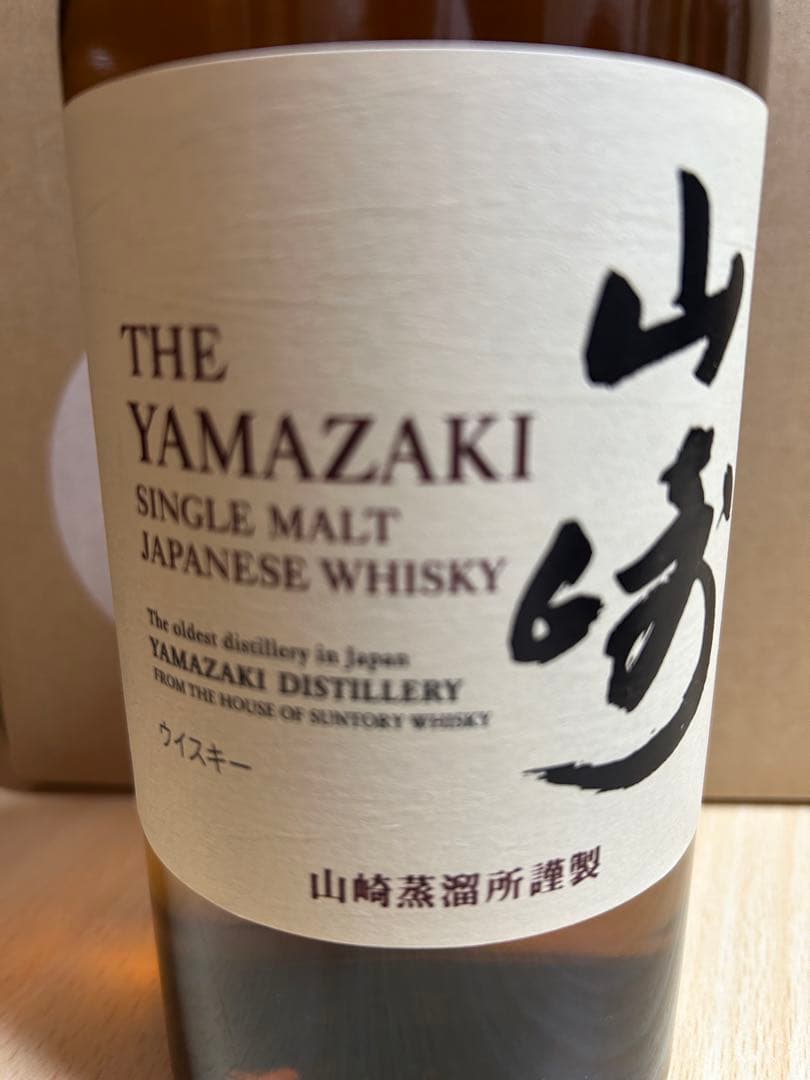 THE
YAMAZAKI
SINGLE MALT
JAPANESE WHISKY
The oldest distillery in Japan
YAMAZAKI DISTILLERY
FROM THE HOUSE OF SUNTORY WHISKY
ウイスキー
山崎
山崎蒸溜所謹製